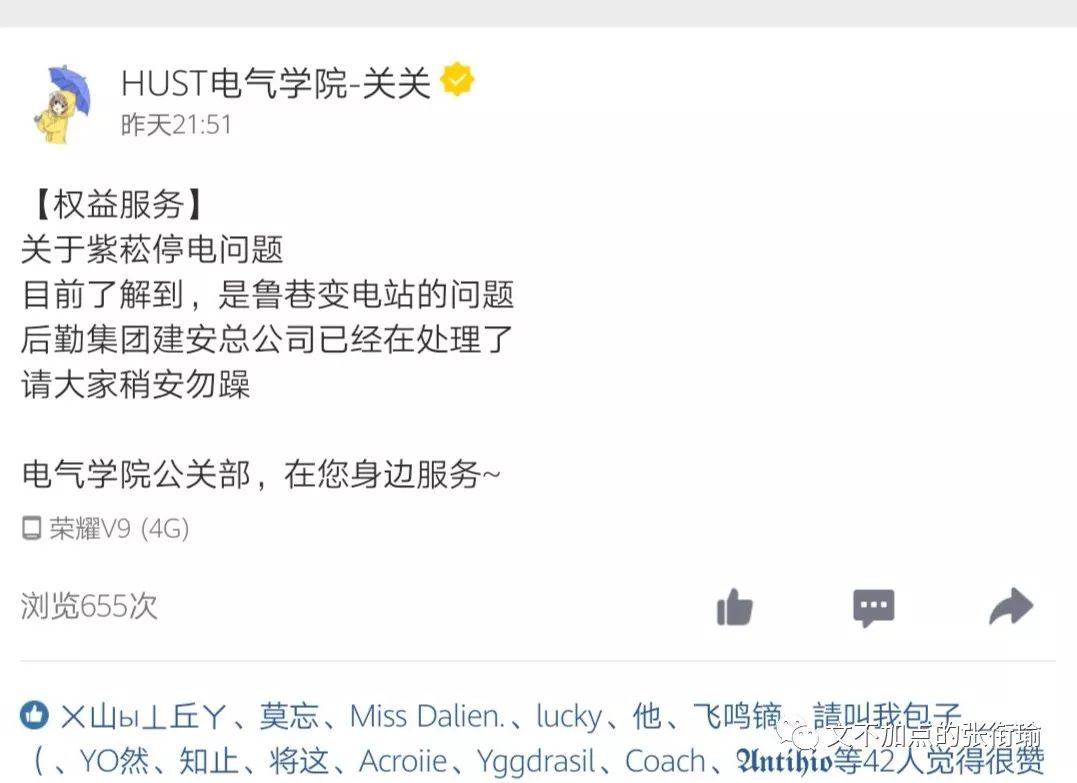 HUST电气学院-关关
昨天21:51
【权益服务】
关于紫菘停电问题
目前了解到，是鲁巷变电站的问题
后勤集团建安总公司已经在处理了
请大家稍安勿躁
电气学院公关部，在您身边服务~
荣耀V9 (4G)
浏览655次
㐅山ы丄丘丫、莫忘、Miss Dalien.、lucky、他、飞鸣镝、請叫我包子
(、YO然、知止、将这、Acroiie、Yggdrasil、Coach、𝕬𝖓𝖙𝖎𝖍𝖎𝖔等42人觉得很赞
文不加点的张衔瑜